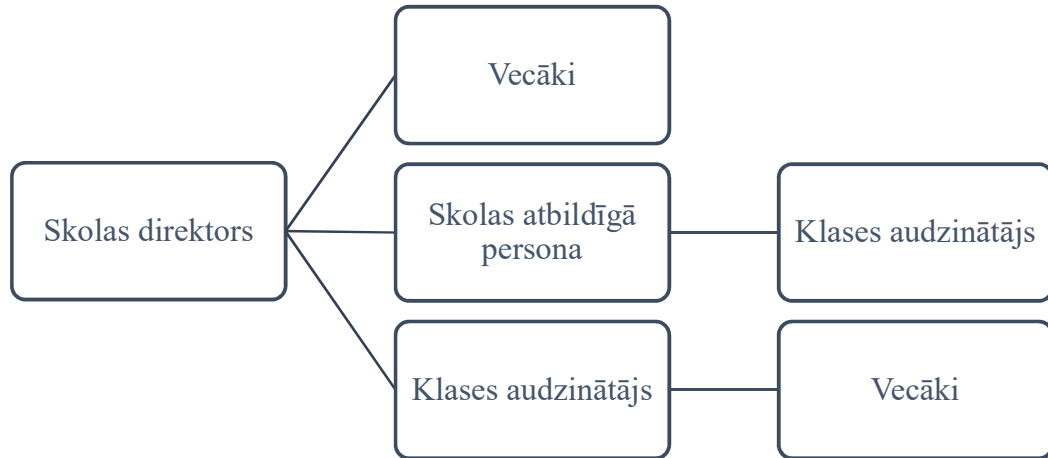 Vecāki
Skolas direktors
Skolas atbildīgā
persona
Klases audzinātājs
Klases audzinātājs
Vecāki